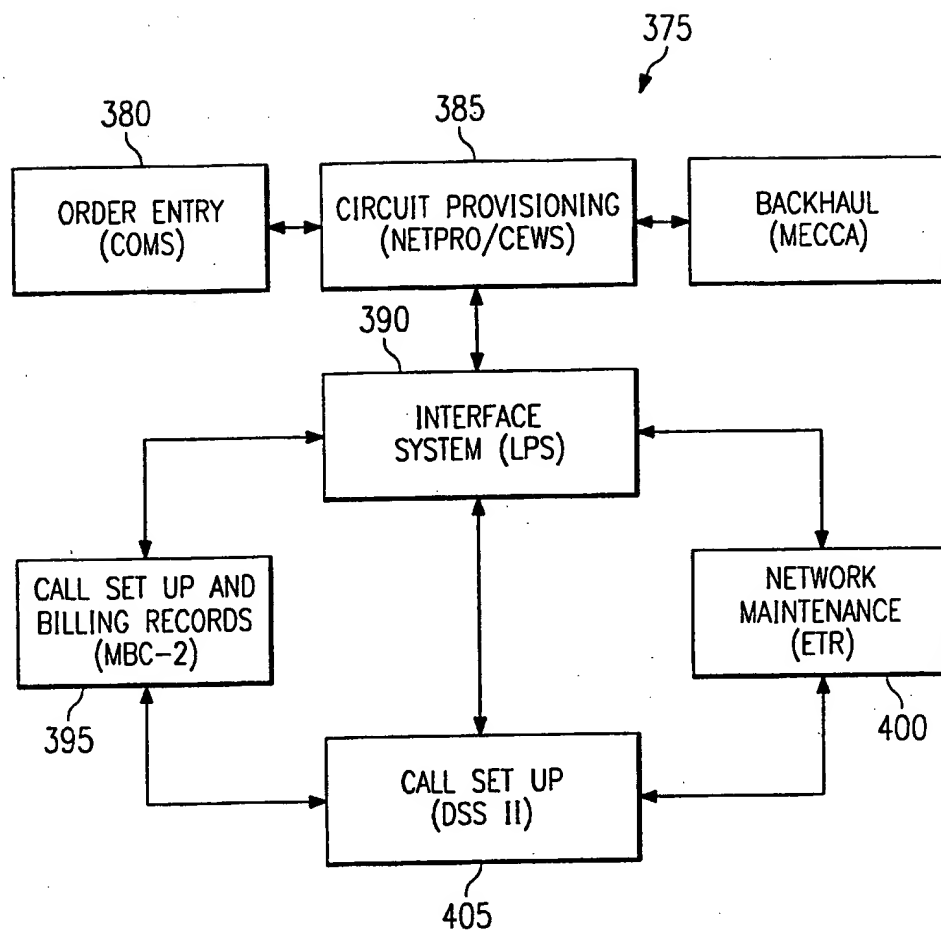 375
380
385
ORDER ENTRY
(COMS)
CIRCUIT PROVISIONING
(NETPRO/CEWS)
BACKHAUL
(MECCA)
390
INTERFACE
SYSTEM (LPS)
CALL SET UP AND
BILLING RECORDS
(MBC-2)
NETWORK
MAINTENANCE
(ETR)
395
400
CALL SET UP
(DSS II)
405